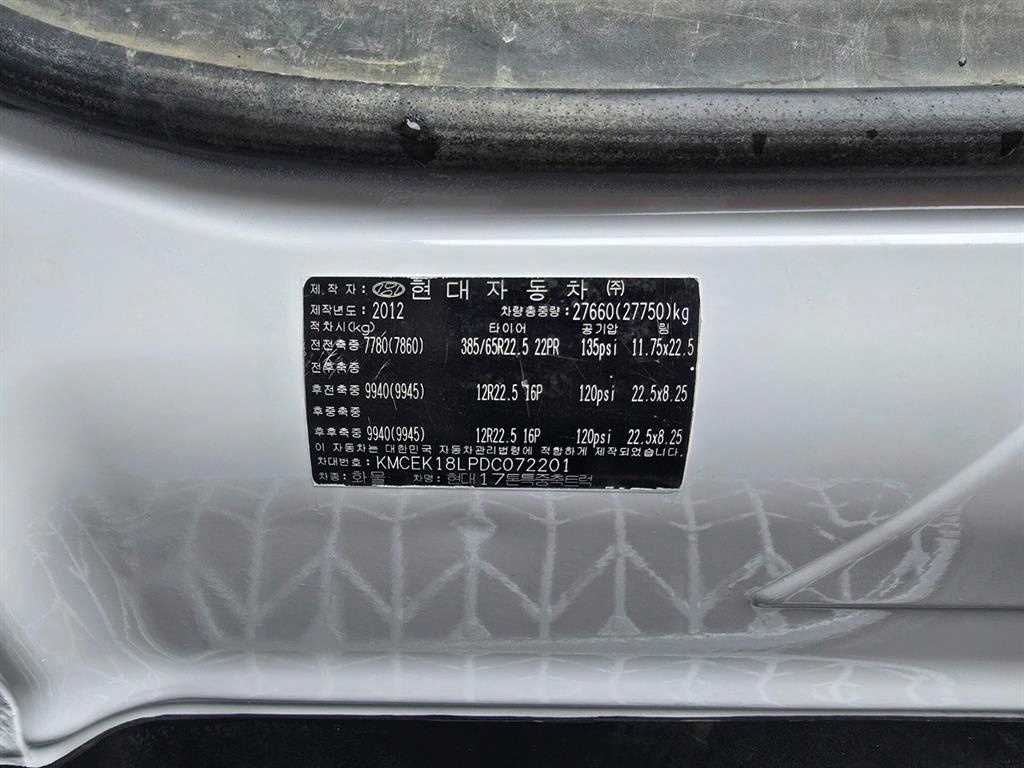 제 작 자 : 현 대 자 동 차 ㈜
제작년도 : 2012 차량총중량: 27660(27750)kg
적차시(kg) 타이어 공기압 림
전전축중 7780(7860) 385/65R22.5 22PR 135psi 11.75x22.5
전후축중
후전축중 9940(9945) 12R22.5 16P 120psi 22.5x8.25
후중축중
후후축중 9940(9945) 12R22.5 16P 120psi 22.5x8.25
이 자동차는 대한민국 자동차관리법령에 적합하게 제작되었습니다.
차대번호: KMCEK18LPDC072201
차종: 화 물 차명: 현대17톤특중축트럭